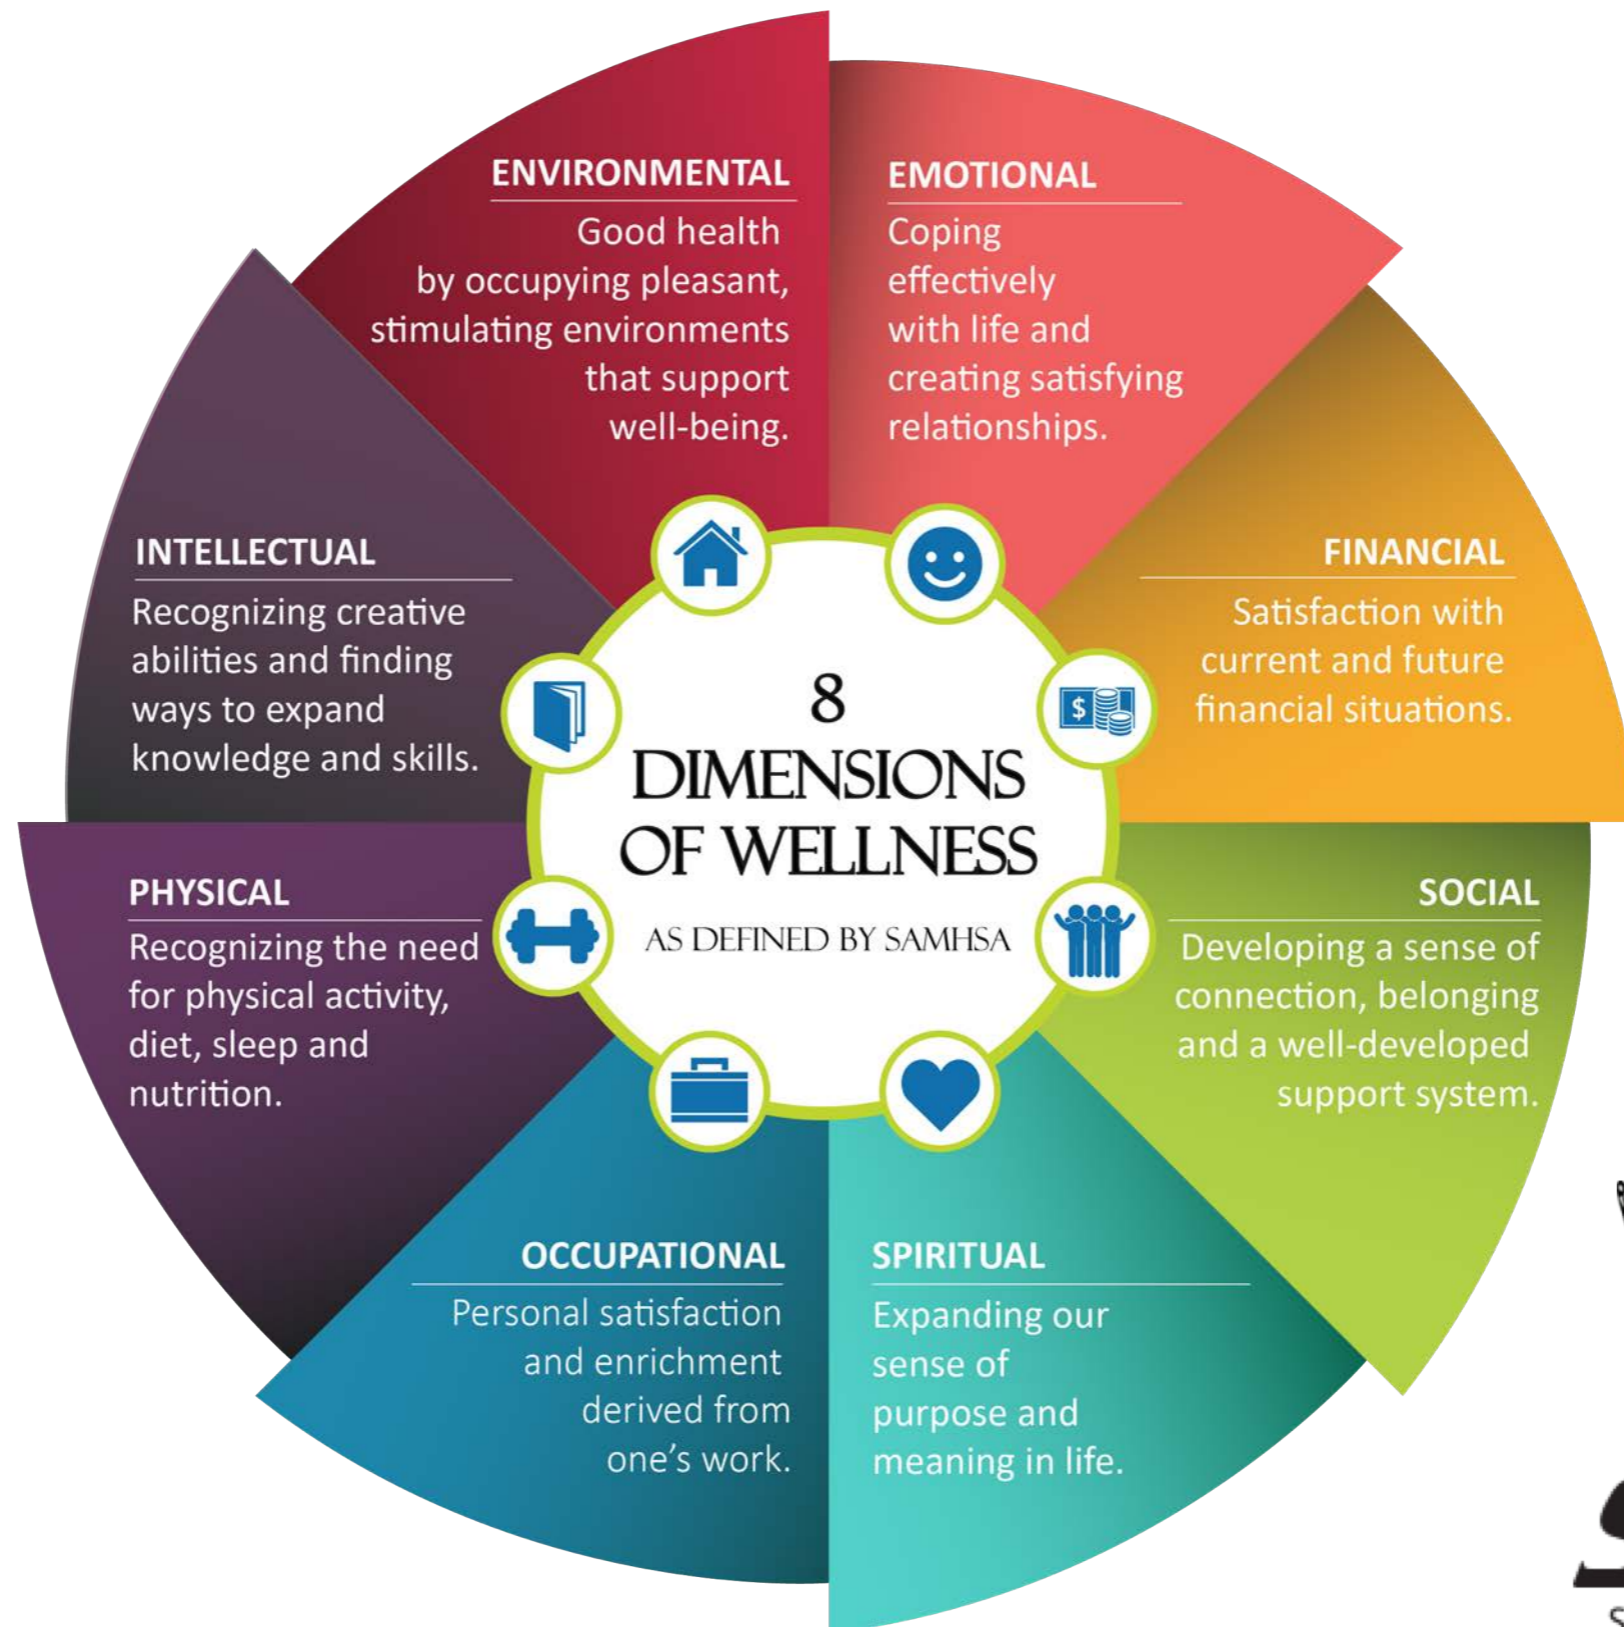 ENVIRONMENTAL
Good health
by occupying pleasant,
stimulating environments
that support
well-being.
EMOTIONAL
Coping
effectively
with life and
creating satisfying
relationships.
INTELLECTUAL
Recognizing creative
abilities and finding
ways to expand
knowledge and skills.
FINANCIAL
Satisfaction with
current and future
financial situations.
$
8
DIMENSIONS
OF WELLNESS
AS DEFINED BY SAMHSA
PHYSICAL
Recognizing the need
for physical activity,
diet, sleep and
nutrition.
SOCIAL
Developing a sense of
connection, belonging
and a well-developed
support system.
OCCUPATIONAL
Personal satisfaction
and enrichment
derived from
one's work.
SPIRITUAL
Expanding our
sense of
purpose and
meaning in life.